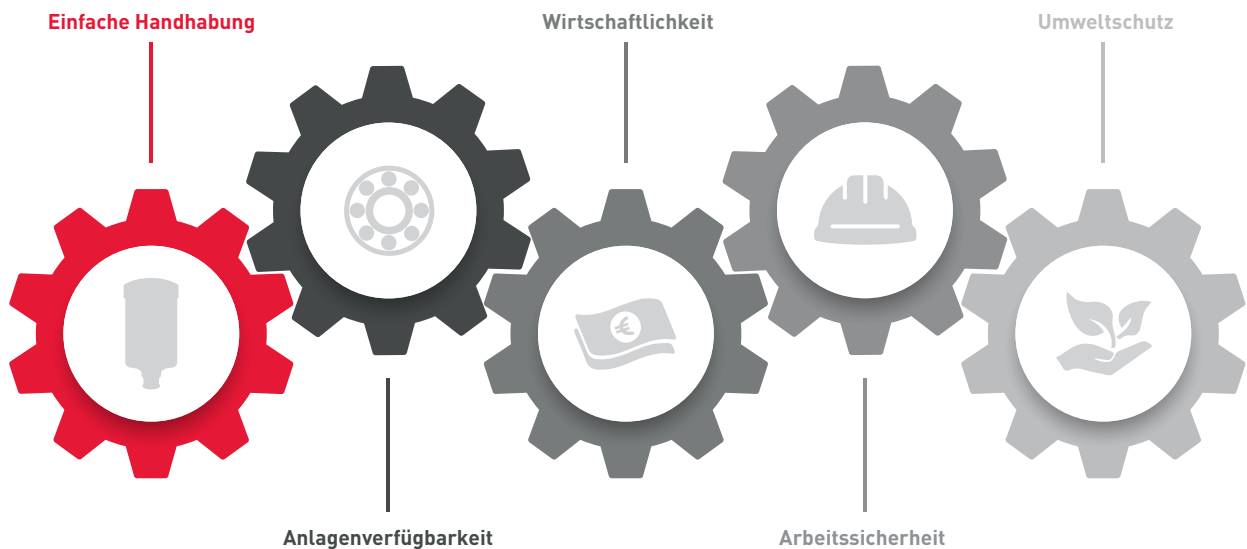 Einfache Handhabung
Wirtschaftlichkeit
Umweltschutz
€
Anlagenverfügbarkeit
Arbeitssicherheit